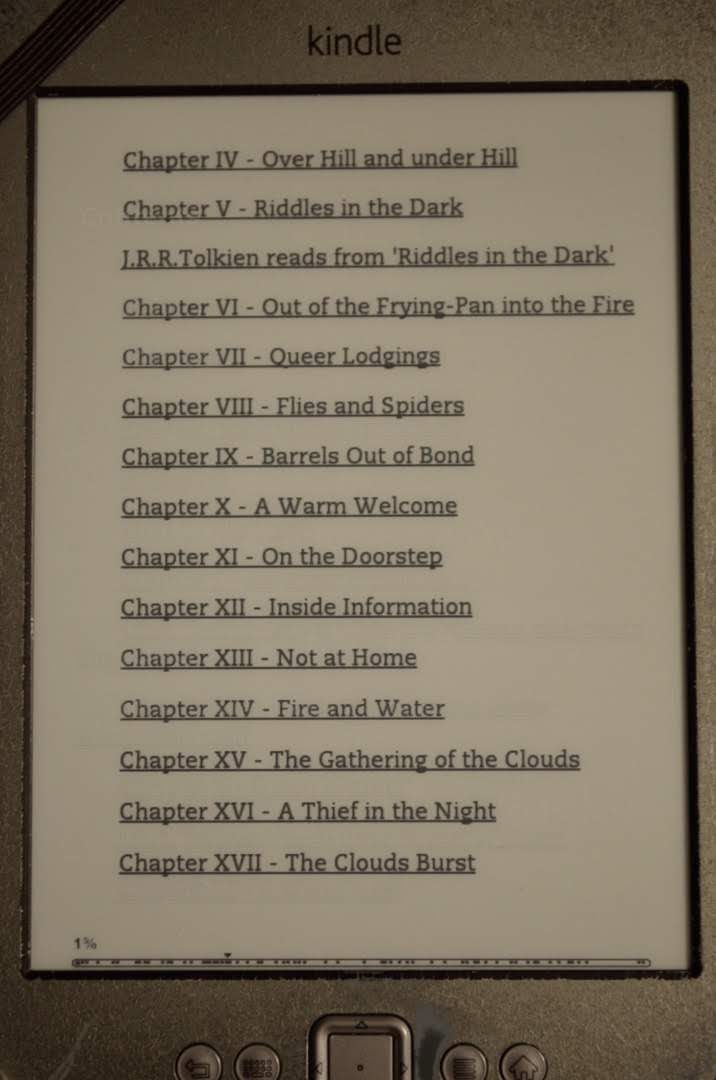 kindle
Chapter IV - Over Hill and under Hill
Chapter V - Riddles in the Dark
J.R.R.Tolkien reads from 'Riddles in the Dark'
Chapter VI - Out of the Frying-Pan into the Fire
Chapter VII - Queer Lodgings
Chapter VIII - Flies and Spiders
Chapter IX - Barrels Out of Bond
Chapter X - A Warm Welcome
Chapter XI - On the Doorstep
Chapter XII - Inside Information
Chapter XIII - Not at Home
Chapter XIV - Fire and Water
Chapter XV - The Gathering of the Clouds
Chapter XVI - A Thief in the Night
Chapter XVII - The Clouds Burst
1%